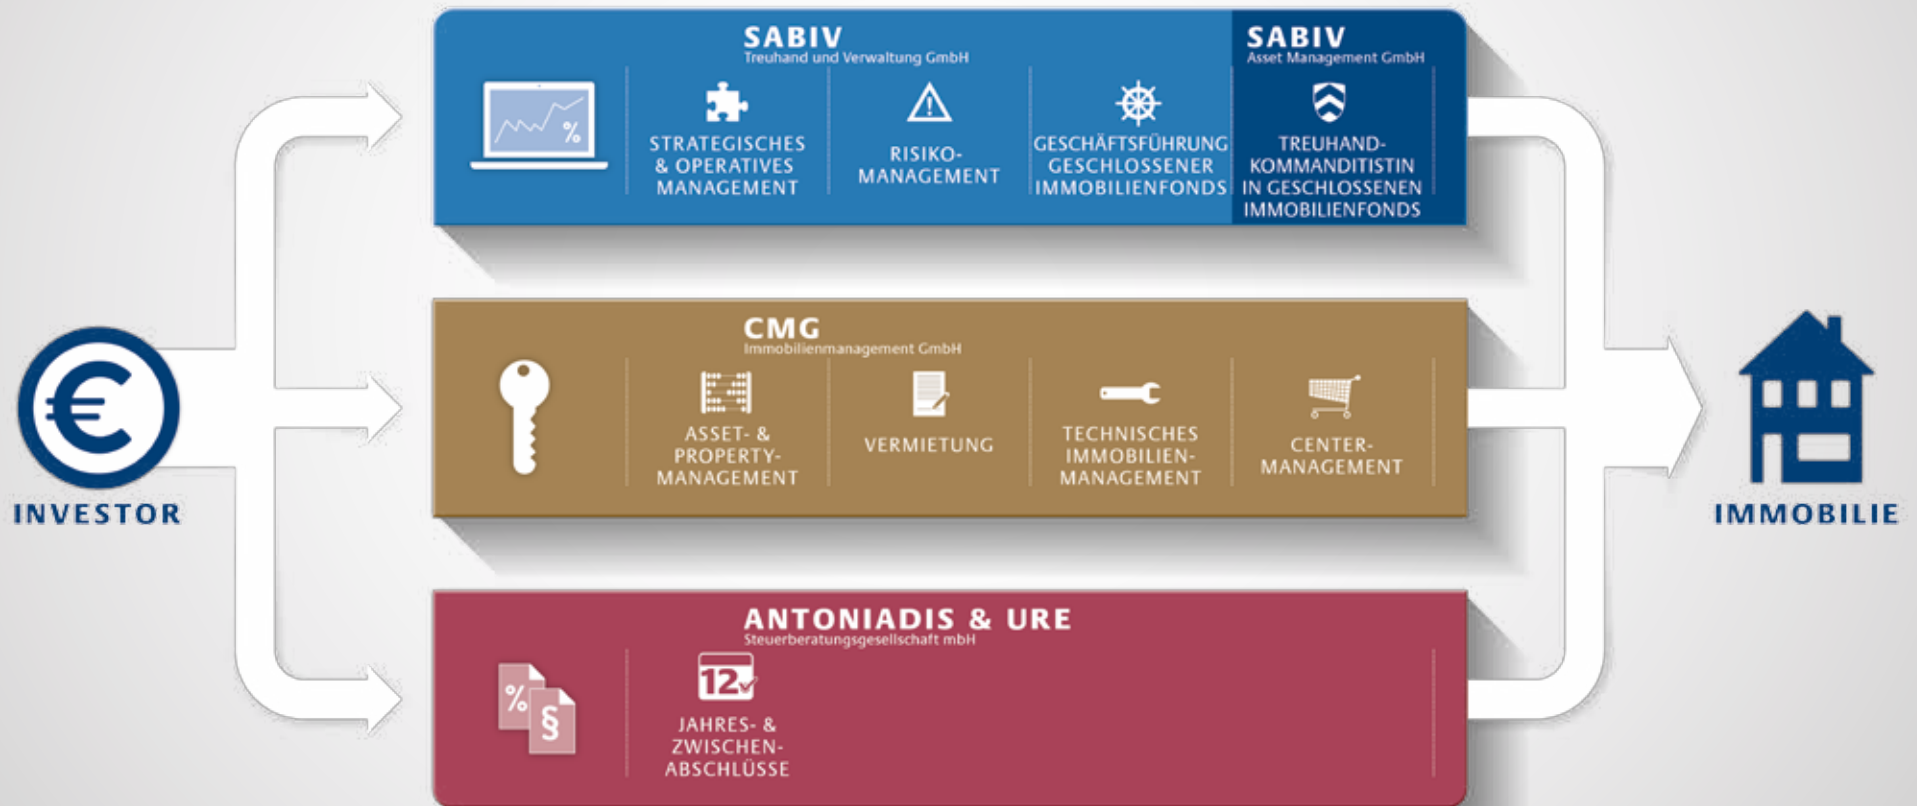 SABIV
Treuhand und Verwaltung GmbH
%
STRATEGISCHES
& OPERATIVES
MANAGEMENT
RISIKO-
MANAGEMENT
GESCHÄFTSFÜHRUNG
GESCHLOSSENER
IMMOBILIENFONDS
SABIV
Asset Management GmbH
TREUHAND-
KOMMANDITISTIN
IN GESCHLOSSENEN
IMMOBILIENFONDS
€
INVESTOR
CMG
Immobilienmanagement GmbH
ASSET- &
PROPERTY-
MANAGEMENT
VERMIETUNG
TECHNISCHES
IMMOBILIEN-
MANAGEMENT
CENTER-
MANAGEMENT
IMMOBILIE
ANTONIADIS & URE
Steuerberatungsgesellschaft mbH
%
§
12
JAHRES- &
ZWISCHEN-
ABSCHLÜSSE